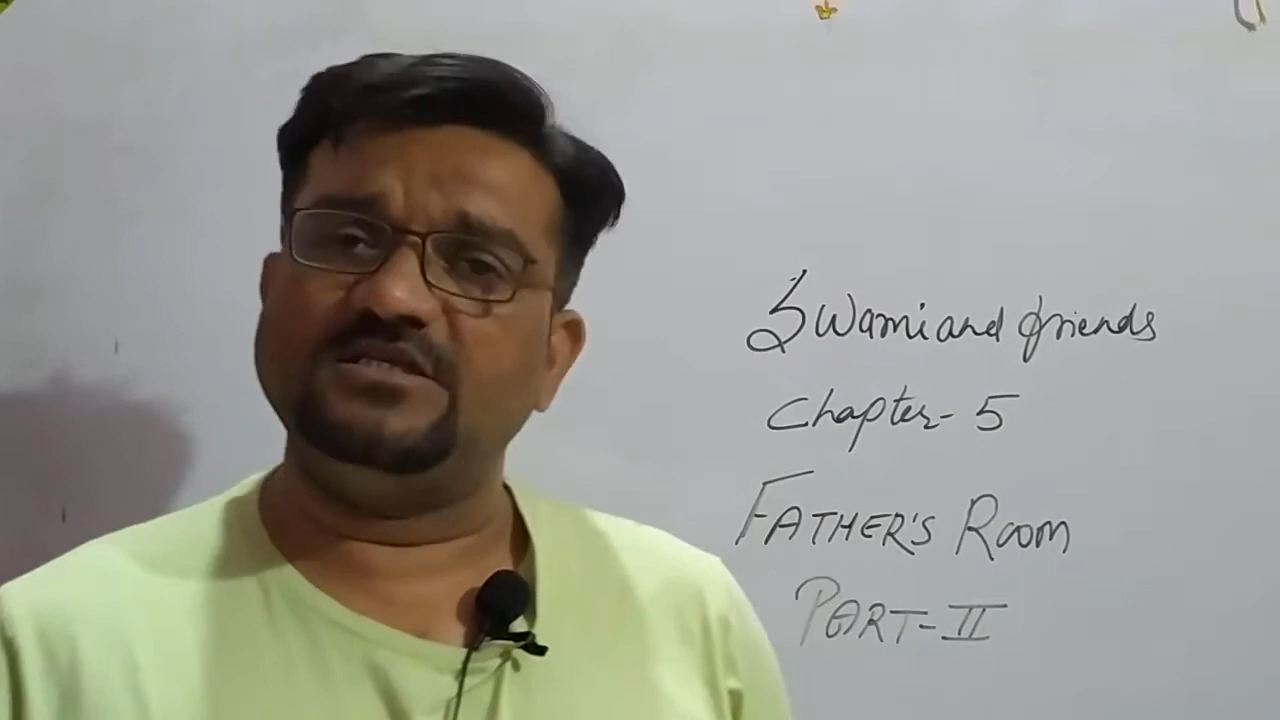 Swami and friends
Chapter - 5
FATHER'S ROOM
PART - II